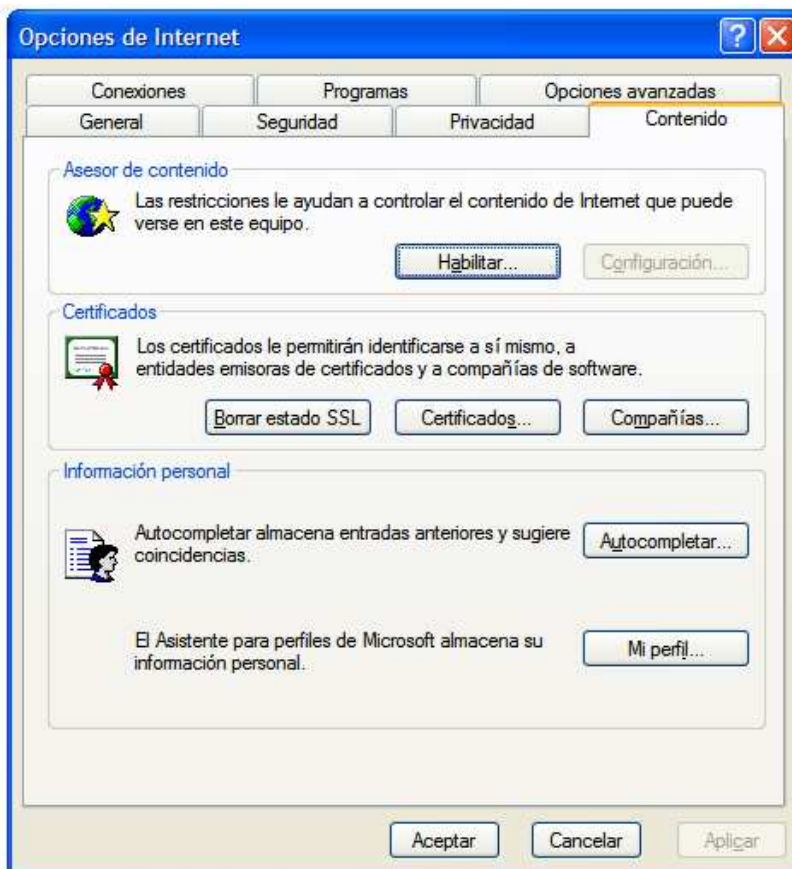 Opciones de Internet
Conexiones
Programas
Opciones avanzadas
General
Seguridad
Privacidad
Contenido
Asesor de contenido
Las restricciones le ayudan a controlar el contenido de Internet que puede
verse en este equipo.
Habilitar...
Configuración...
Certificados
Los certificados le permitirán identificarse a sí mismo, a
entidades emisoras de certificados y a compañías de software.
Borrar estado SSL
Certificados...
Compañías...
Información personal
Autocompletar almacena entradas anteriores y sugiere
coincidencias.
Autocompletar...
El Asistente para perfiles de Microsoft almacena su
información personal.
Mi perfil...
Aceptar
Cancelar
Aplicar